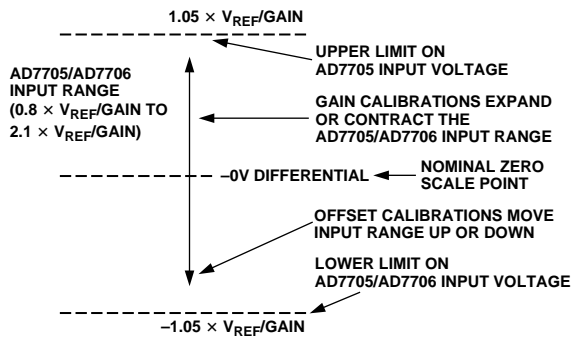 1.05 × VREF/GAIN
UPPER LIMIT ON
AD7705 INPUT VOLTAGE
AD7705/AD7706
INPUT RANGE
(0.8 × VREF/GAIN TO
2.1 × VREF/GAIN)
GAIN CALIBRATIONS EXPAND
OR CONTRACT THE
AD7705/AD7706 INPUT RANGE
–0V DIFFERENTIAL
NOMINAL ZERO
SCALE POINT
OFFSET CALIBRATIONS MOVE
INPUT RANGE UP OR DOWN
LOWER LIMIT ON
AD7705/AD7706 INPUT VOLTAGE
–1.05 × VREF/GAIN